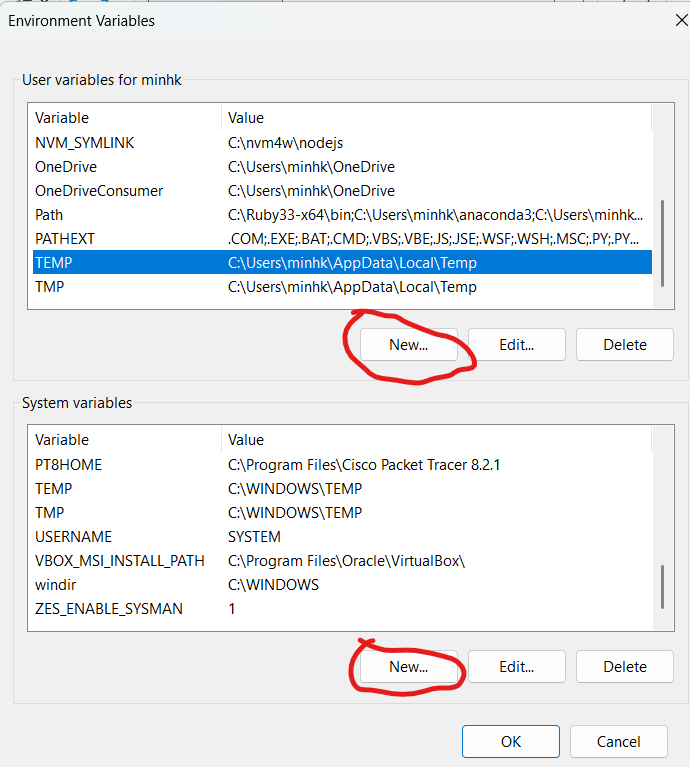 Environment Variables
User variables for minhk
Variable Value
NVM_SYMLINK C:\nvm4w\nodejs
OneDrive C:\Users\minhk\OneDrive
OneDriveConsumer C:\Users\minhk\OneDrive
Path C:\Ruby33-x64\bin;C:\Users\minhk\anaconda3;C:\Users\minhk...
PATHEXT .COM;.EXE;.BAT;.CMD;.VBS;.VBE;.JS;.JSE;.WSF;.WSH;.MSC;.PY;.PY...
TEMP C:\Users\minhk\AppData\Local\Temp
TMP C:\Users\minhk\AppData\Local\Temp
New... Edit... Delete
System variables
Variable Value
PT8HOME C:\Program Files\Cisco Packet Tracer 8.2.1
TEMP C:\WINDOWS\TEMP
TMP C:\WINDOWS\TEMP
USERNAME SYSTEM
VBOX_MSI_INSTALL_PATH C:\Program Files\Oracle\VirtualBox\
windir C:\WINDOWS
ZES_ENABLE_SYSMAN 1
New... Edit... Delete
OK Cancel